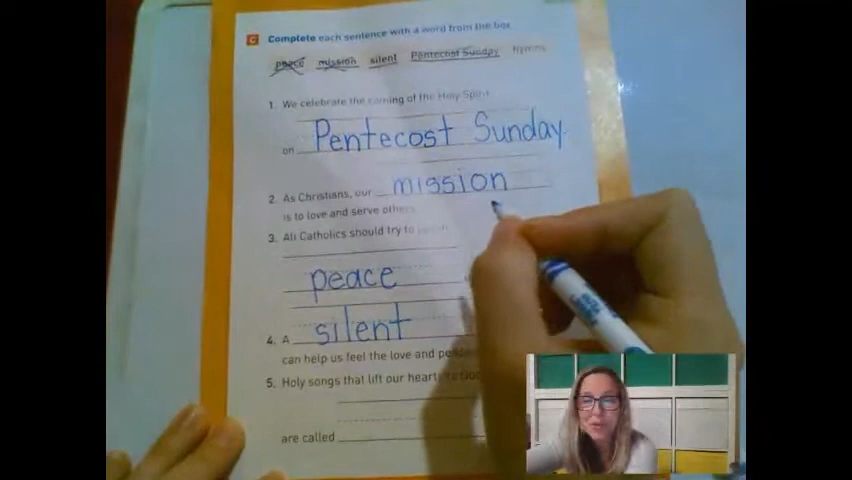 C Complete each sentence with a word from the box.
peace mission silent Pentecost Sunday hymns
1. We celebrate the coming of the Holy Spirit
on Pentecost Sunday.
2. As Christians, our mission
is to love and serve others.
3. All Catholics should try to
peace
4. A silent
can help us feel the love and
5. Holy songs that lift our hearts to God
are called